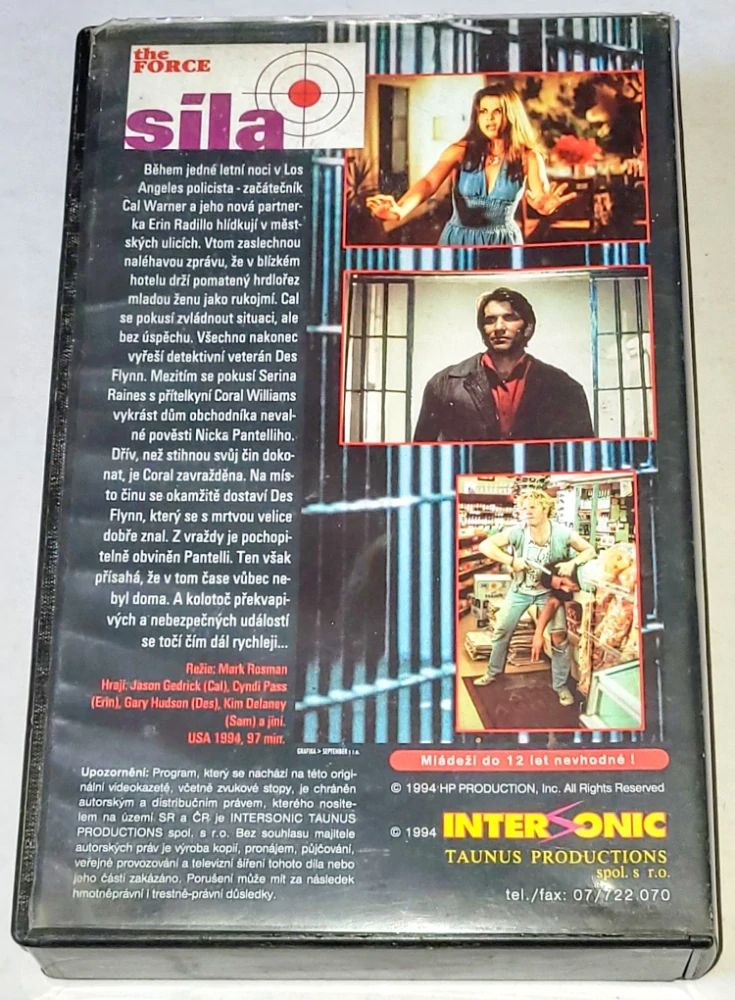 the
FORCE
síla
Během jedné letní noci v Los
Angeles policista - začátečník
Cal Warner a jeho nová partner-
ka Erin Radillo hlídkují v měst-
ských ulicích. Vtom zaslechnou
naléhavou zprávu, že v blízkém
hotelu drží pomatený hrdlořez
mladou ženu jako rukojmí. Cal
se pokusí zvládnout situaci, ale
bez úspěchu. Všechno nakonec
vyřeší detektivní veterán Des
Flynn. Mezitím se pokusí Serina
Raines s přítelkyní Coral Williams
vykrást dům obchodníka neval-
né pověsti Nicka Pantelliho.
Dřív, než stihnou svůj čin doko-
nat, je Coral zavražděna. Na mís-
to činu se okamžitě dostaví Des
Flynn, který se s mrtvou velice
dobře znal. Z vraždy je pochopi-
telně obviněn Pantelli. Ten však
přísahá, že v tom čase vůbec ne-
byl doma. A kolotoč překvapi-
vých a nebezpečných událostí
se točí čím dál rychleji...
Režie: Mark Rosman
Hrají: Jason Gedrick (Cal), Cyndi Pass
(Erin), Gary Hudson (Des), Kim Delaney
(Sam) a jiní.
USA 1994, 97 min.
GRAFIKA > SEPTEMBER s r.o.
Upozornění: Program, který se nachází na této origi-
nální videokazetě, včetně zvukové stopy, je chráněn
autorským a distribučním právem, kterého nosite-
lem na území SR a ČR je INTERSONIC TAUNUS
PRODUCTIONS spol. s r.o. Bez souhlasu majitele
autorských práv je výroba kopií, pronájem, půjčování,
veřejné provozování a televizní šíření tohoto díla nebo
jeho části zakázáno. Porušení může mít za následek
hmotněprávní i trestně-právní důsledky.
Mládeži do 12 let nevhodné !
© 1994 HP PRODUCTION, Inc. All Rights Reserved
© 1994 INTERSONIC
TAUNUS PRODUCTIONS
spol. s r.o.
tel./fax: 07/722 070